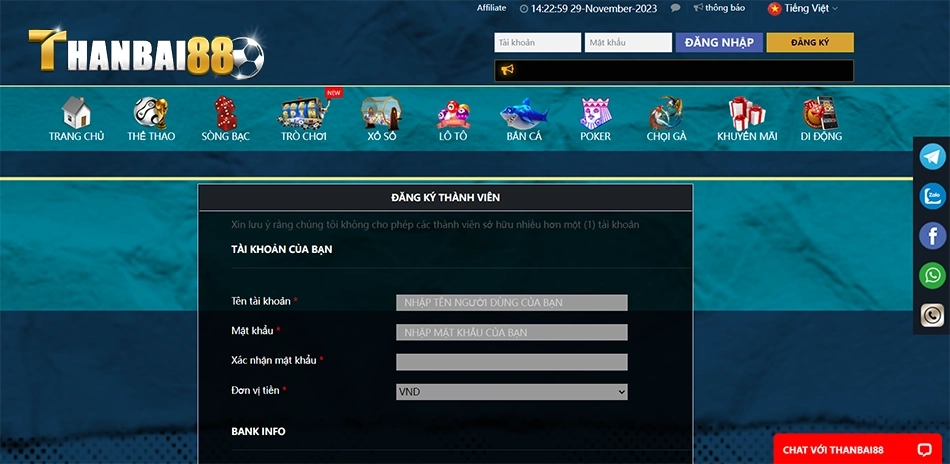 Affiliate
14:22:59 29-November-2023
thông báo
Tiếng Việt
THANBAI88
Tài khoản
Mật khẩu
ĐĂNG NHẬP
ĐĂNG KÝ
NEW
TRANG CHỦ
THỂ THAO
SÒNG BẠC
TRÒ CHƠI
XỔ SỐ
LÔ TÔ
BẮN CÁ
POKER
CHỌI GÀ
KHUYẾN MÃI
DI ĐỘNG
Zalo
ĐĂNG KÝ THÀNH VIÊN
Xin lưu ý rằng chúng tôi không cho phép các thành viên sở hữu nhiều hơn một (1) tài khoản
TÀI KHOẢN CỦA BẠN
Tên tài khoản *
NHẬP TÊN NGƯỜI DÙNG CỦA BẠN
Mật khẩu *
NHẬP MẬT KHẨU CỦA BẠN
Xác nhận mật khẩu *
Đơn vị tiền *
VND
BANK INFO
CHAT VỚI THANBAI88